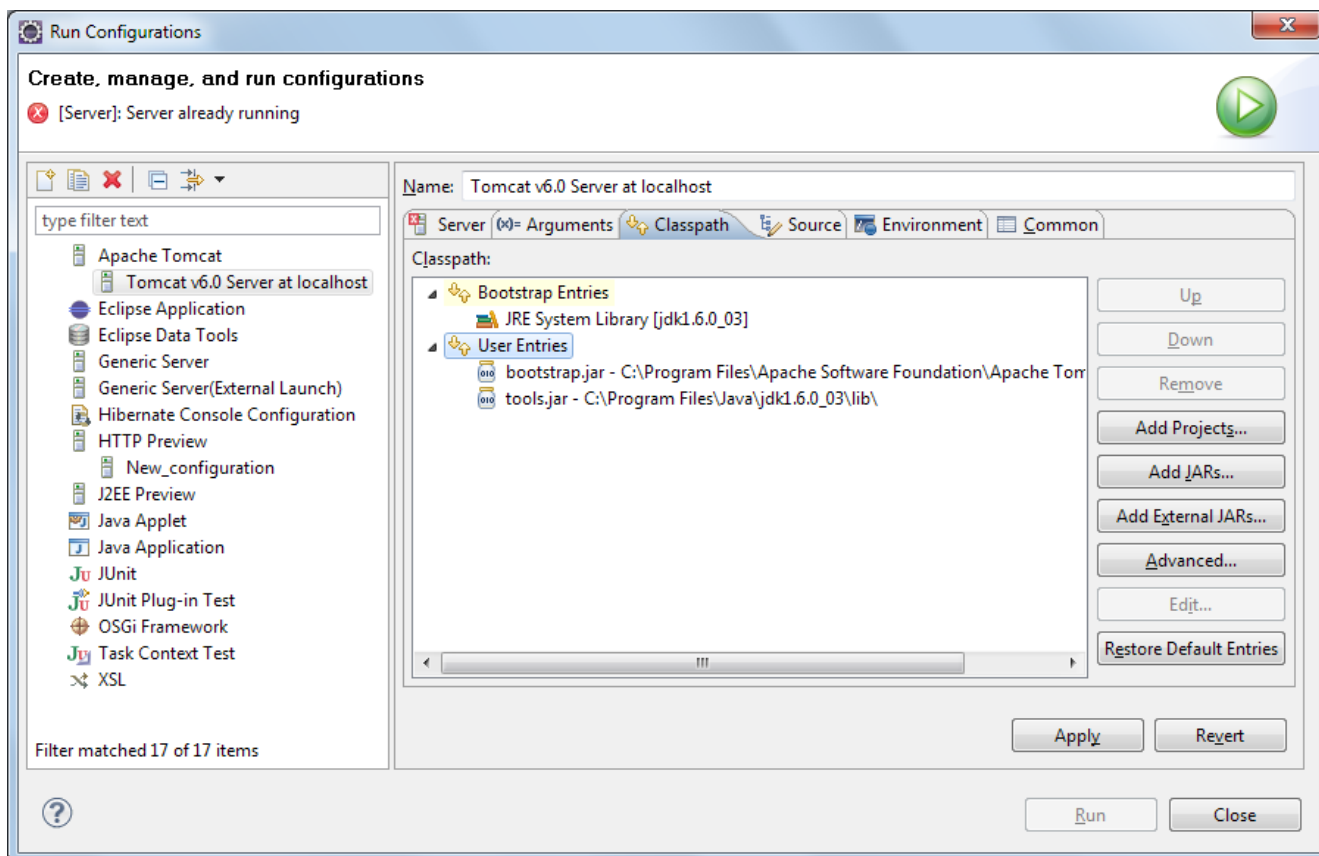 Run Configurations
Create, manage, and run configurations
[Server]: Server already running
type filter text
Apache Tomcat
Tomcat v6.0 Server at localhost
Eclipse Application
Eclipse Data Tools
Generic Server
Generic Server(External Launch)
Hibernate Console Configuration
HTTP Preview
New_configuration
J2EE Preview
Java Applet
Java Application
JUnit
JUnit Plug-in Test
OSGi Framework
Task Context Test
XSL
Filter matched 17 of 17 items
Name: Tomcat v6.0 Server at localhost
Server (x)= Arguments Classpath Source Environment Common
Classpath:
Bootstrap Entries
JRE System Library [jdk1.6.0_03]
User Entries
bootstrap.jar - C:\Program Files\Apache Software Foundation\Apache Tom
tools.jar - C:\Program Files\Java\jdk1.6.0_03\lib\
Up
Down
Remove
Add Projects...
Add JARs...
Add External JARs...
Advanced...
Edit...
Restore Default Entries
Apply Revert
Run Close